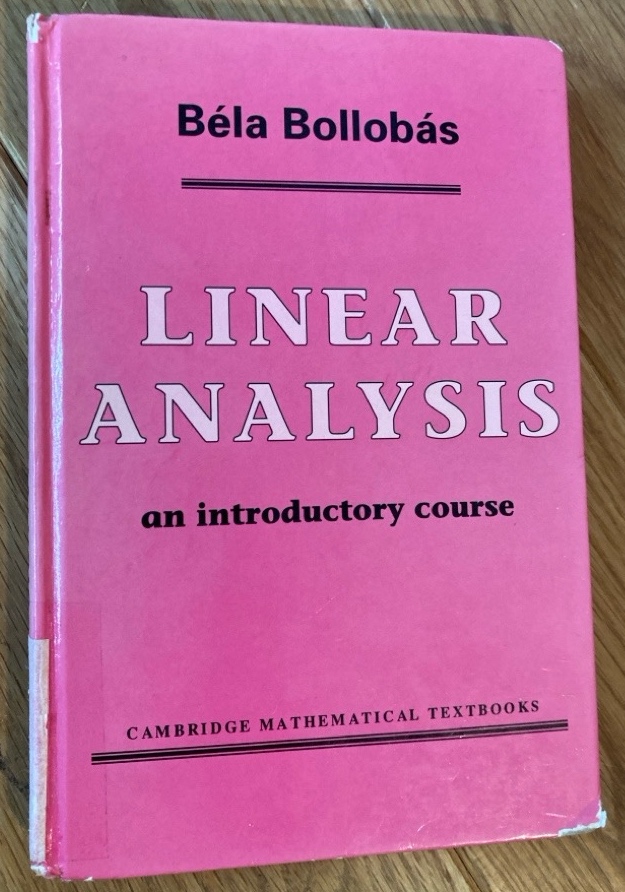 Béla Bollobás
LINEAR
ANALYSIS
an introductory course
CAMBRIDGE MATHEMATICAL TEXTBOOKS